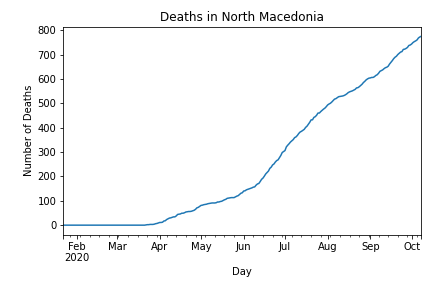 Deaths in North Macedonia
800
700
600
500
400
300
200
100
0
Number of Deaths
Feb Mar Apr May Jun Jul Aug Sep Oct
2020
Day